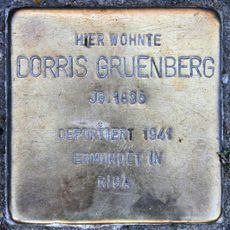 HIER WOHNTE
DORRIS GRUENBERG
JG. 1895
DEPORTIERT 1941
ERMORDET IN
RIGA